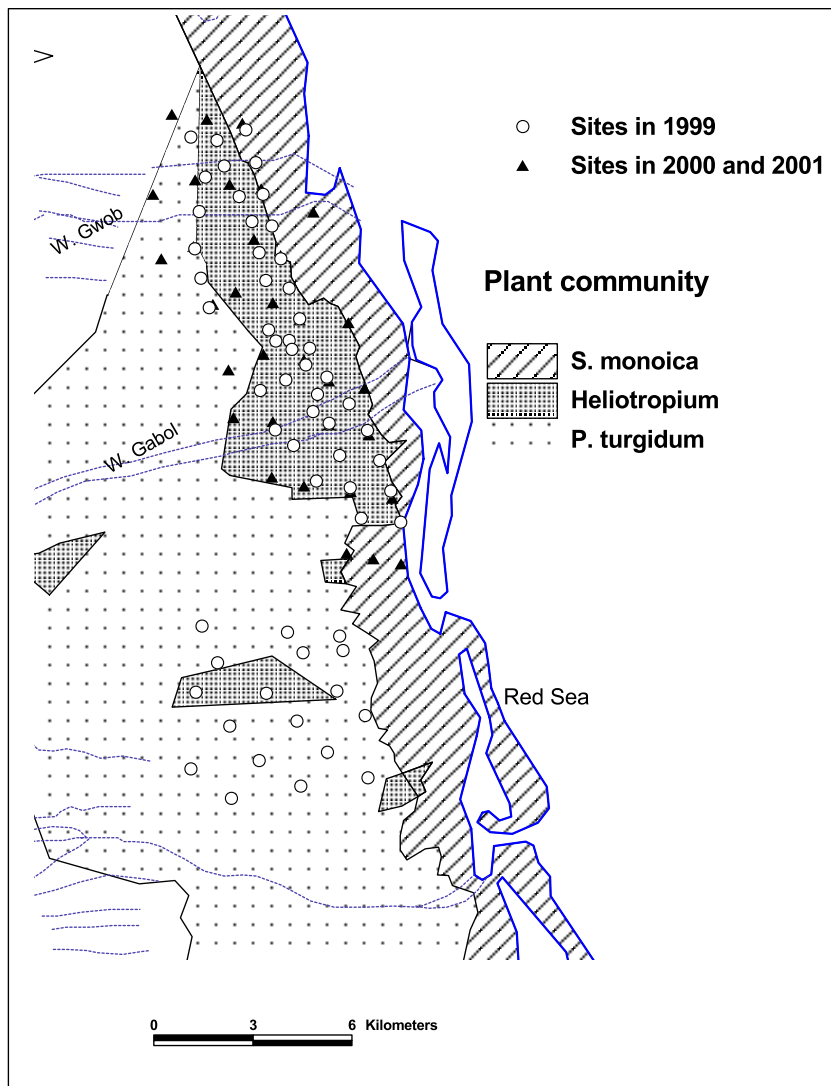 Sites in 1999
Sites in 2000 and 2001
W. Gwob
Plant community
S. monoica
Heliotropium
P. turgidum
W. Gabol
Red Sea
0 3 6 Kilometers